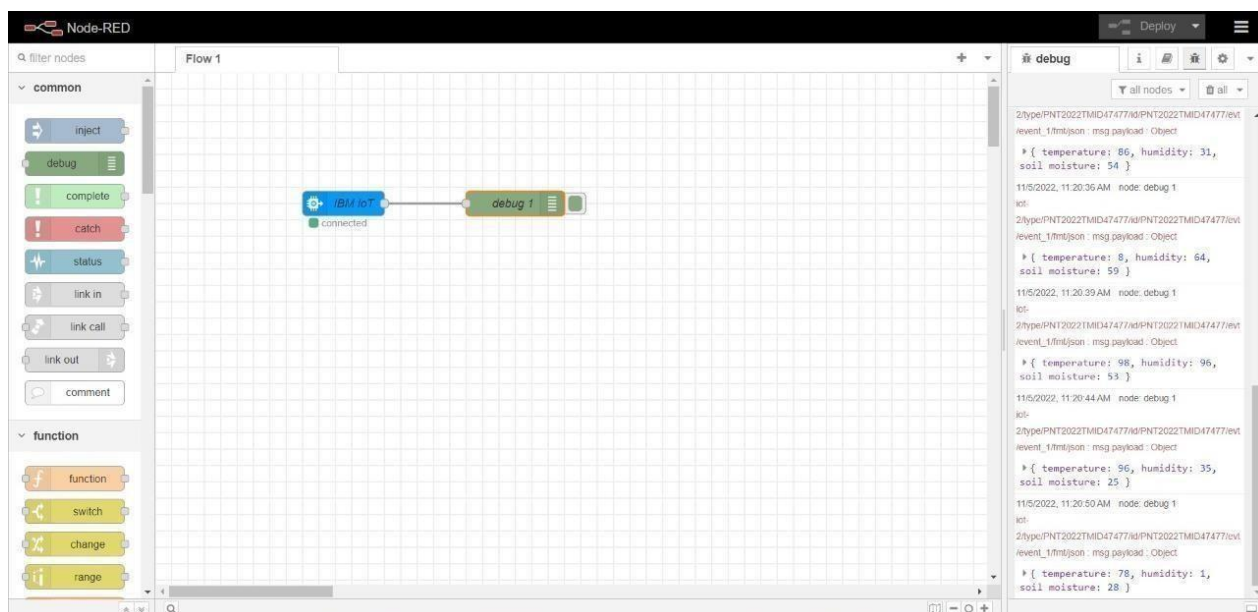 Node-RED
Deploy
filter nodes
common
inject
debug
complete
catch
status
link in
link call
link out
comment
function
function
switch
change
range
Flow 1
IBM IoT
connected
debug 1
debug
i
all nodes
all
2/type/PNT2022TMID47477/id/PNT2022TMID47477/evt
/event_1/fmt/json : msg.payload : Object
{ temperature: 86, humidity: 31,
soil moisture: 54 }
11/5/2022, 11:20:36 AM node: debug 1
iot-
2/type/PNT2022TMID47477/id/PNT2022TMID47477/evt
/event_1/fmt/json : msg.payload : Object
{ temperature: 8, humidity: 64,
soil moisture: 59 }
11/5/2022, 11:20:39 AM node: debug 1
iot-
2/type/PNT2022TMID47477/id/PNT2022TMID47477/evt
/event_1/fmt/json : msg.payload : Object
{ temperature: 98, humidity: 96,
soil moisture: 53 }
11/5/2022, 11:20:44 AM node: debug 1
iot-
2/type/PNT2022TMID47477/id/PNT2022TMID47477/evt
/event_1/fmt/json : msg.payload : Object
{ temperature: 96, humidity: 35,
soil moisture: 25 }
11/5/2022, 11:20:50 AM node: debug 1
iot-
2/type/PNT2022TMID47477/id/PNT2022TMID47477/evt
/event_1/fmt/json : msg.payload : Object
{ temperature: 78, humidity: 1,
soil moisture: 28 }